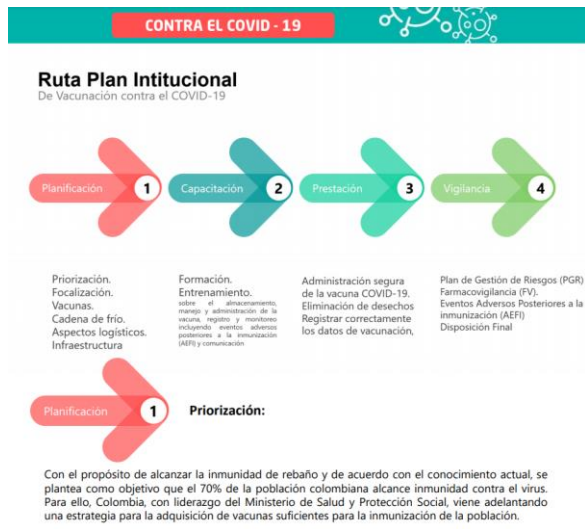 CONTRA EL COVID - 19
Ruta Plan Intitucional
De Vacunación contra el COVID-19
Planificación 1
Capacitación 2
Prestación 3
Vigilancia 4
Priorización.
Focalización.
Vacunas.
Cadena de frío.
Aspectos logísticos.
Infraestructura
Formación.
Entrenamiento.
sobre el almacenamiento,
manejo y administración de la
vacuna, registro y monitoreo
incluyendo eventos adversos
posteriores a la inmunización
(AEFI) y comunicación
Administración segura
de la vacuna COVID-19.
Eliminación de desechos
Registrar correctamente
los datos de vacunación,
Plan de Gestión de Riesgos (PGR)
Farmacovigilancia (FV).
Eventos Adversos Posteriores a la
inmunización (AEFI)
Disposición Final
Planificación 1
Priorización:
Con el propósito de alcanzar la inmunidad de rebaño y de acuerdo con el conocimiento actual, se
plantea como objetivo que el 70% de la población colombiana alcance inmunidad contra el virus.
Para ello, Colombia, con liderazgo del Ministerio de Salud y Protección Social, viene adelantando
una estrategia para la adquisición de vacunas suficientes para la inmunización de la población.